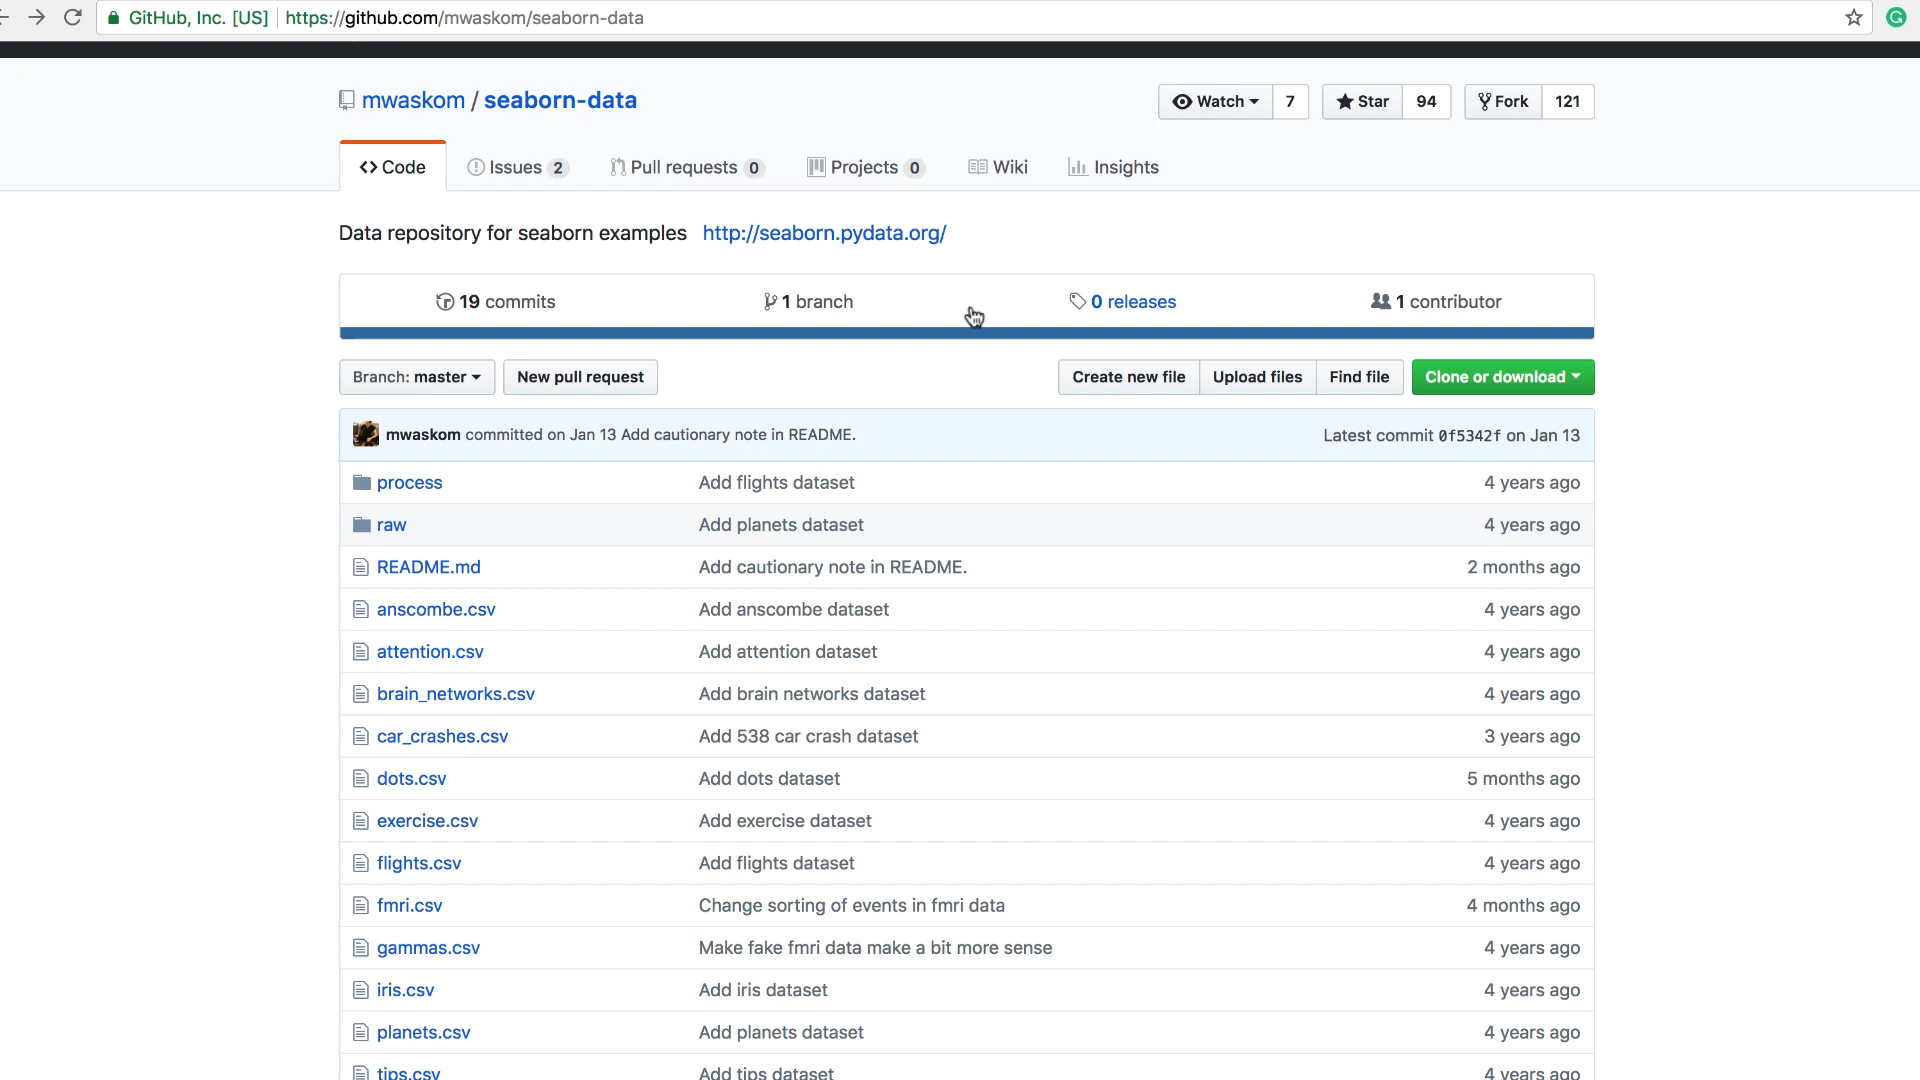 GitHub, Inc. [US] https://github.com/mwaskom/seaborn-data
mwaskom / seaborn-data
Watch 7 Star 94 Fork 121
Code Issues 2 Pull requests 0 Projects 0 Wiki Insights
Data repository for seaborn examples http://seaborn.pydata.org/
19 commits 1 branch 0 releases 1 contributor
Branch: master New pull request Create new file Upload files Find file Clone or download
mwaskom committed on Jan 13 Add cautionary note in README. Latest commit 0f5342f on Jan 13
process Add flights dataset 4 years ago
raw Add planets dataset 4 years ago
README.md Add cautionary note in README. 2 months ago
anscombe.csv Add anscombe dataset 4 years ago
attention.csv Add attention dataset 4 years ago
brain_networks.csv Add brain networks dataset 4 years ago
car_crashes.csv Add 538 car crash dataset 3 years ago
dots.csv Add dots dataset 5 months ago
exercise.csv Add exercise dataset 4 years ago
flights.csv Add flights dataset 4 years ago
fmri.csv Change sorting of events in fmri data 4 months ago
gammas.csv Make fake fmri data make a bit more sense 4 years ago
iris.csv Add iris dataset 4 years ago
planets.csv Add planets dataset 4 years ago
tips.csv Add tips dataset 4 years ago